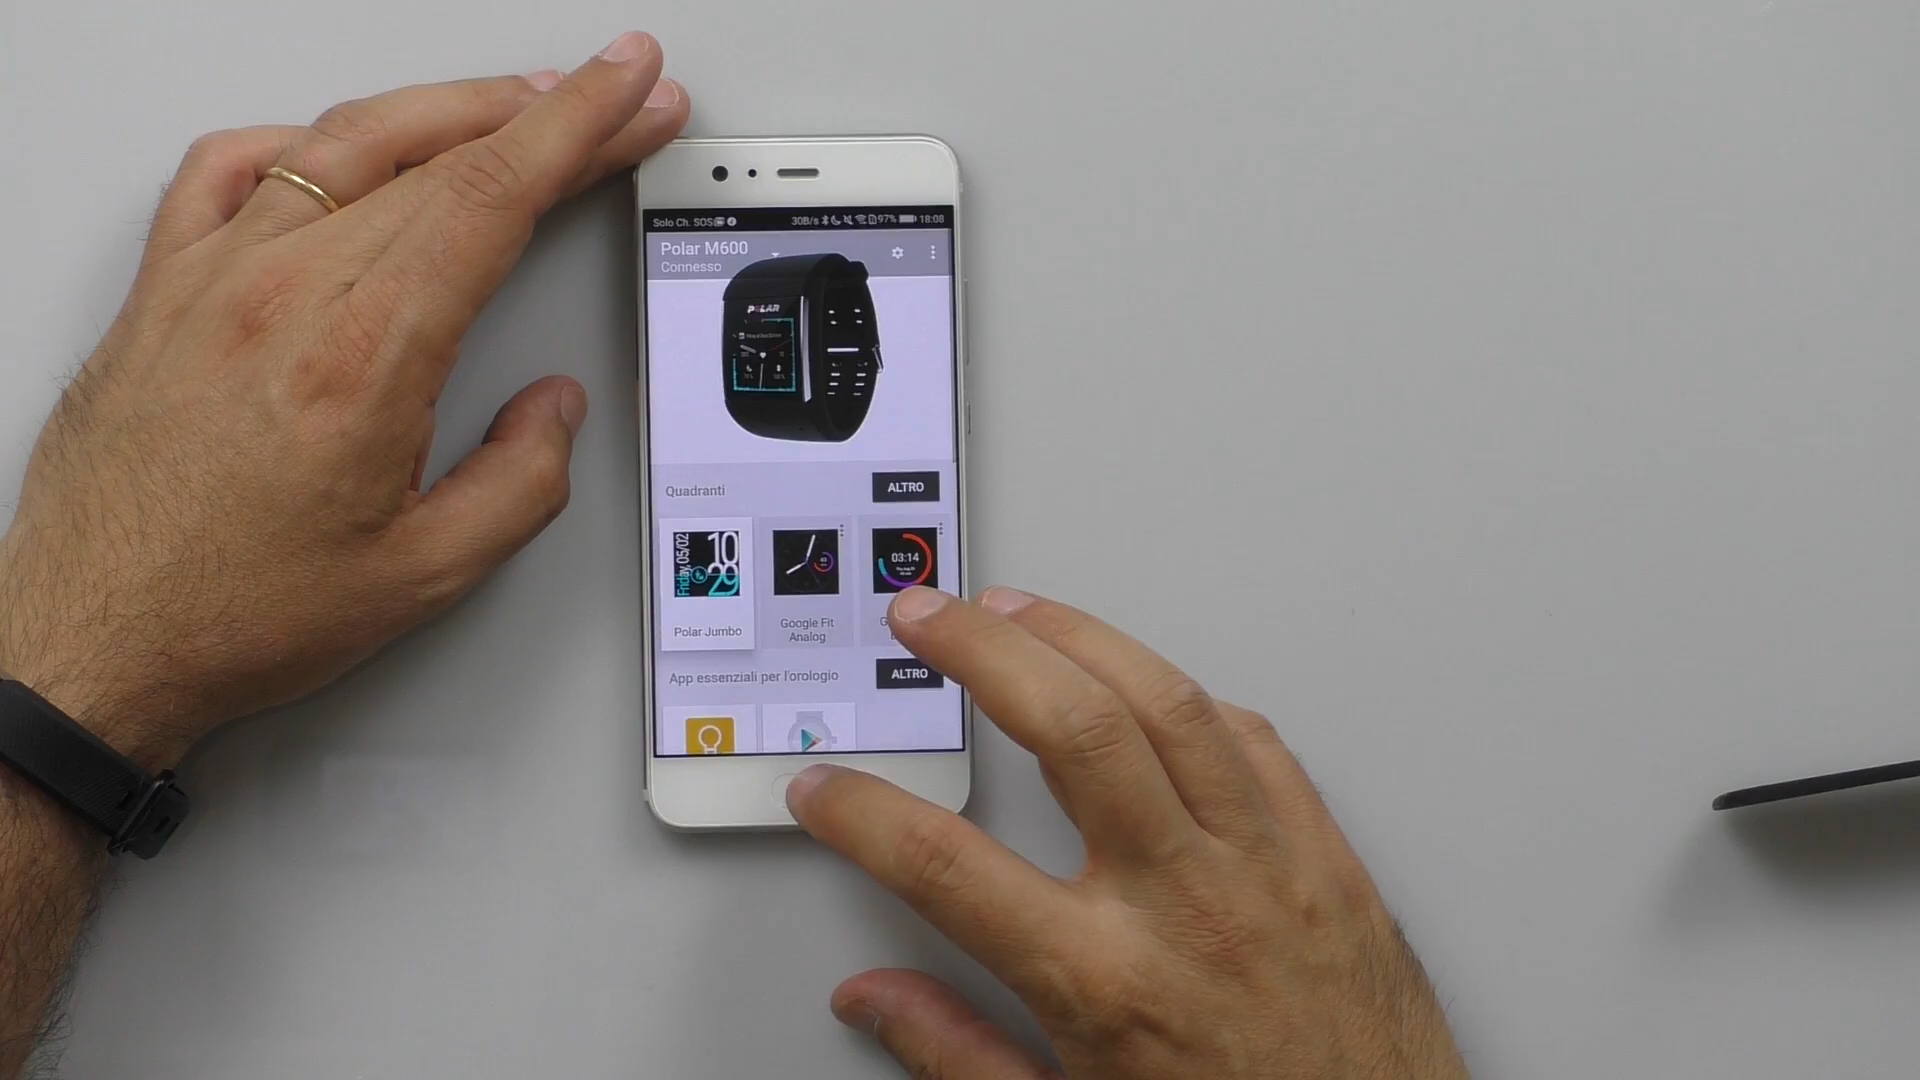 Solo Ch. SOS 30B/s 97% 18:08
Polar M600
Connesso
POLAR
Quadranti
ALTRO
Friday, 05/02
10
29
03:14
Polar Jumbo
Google Fit
Analog
App essenziali per l'orologio
ALTRO